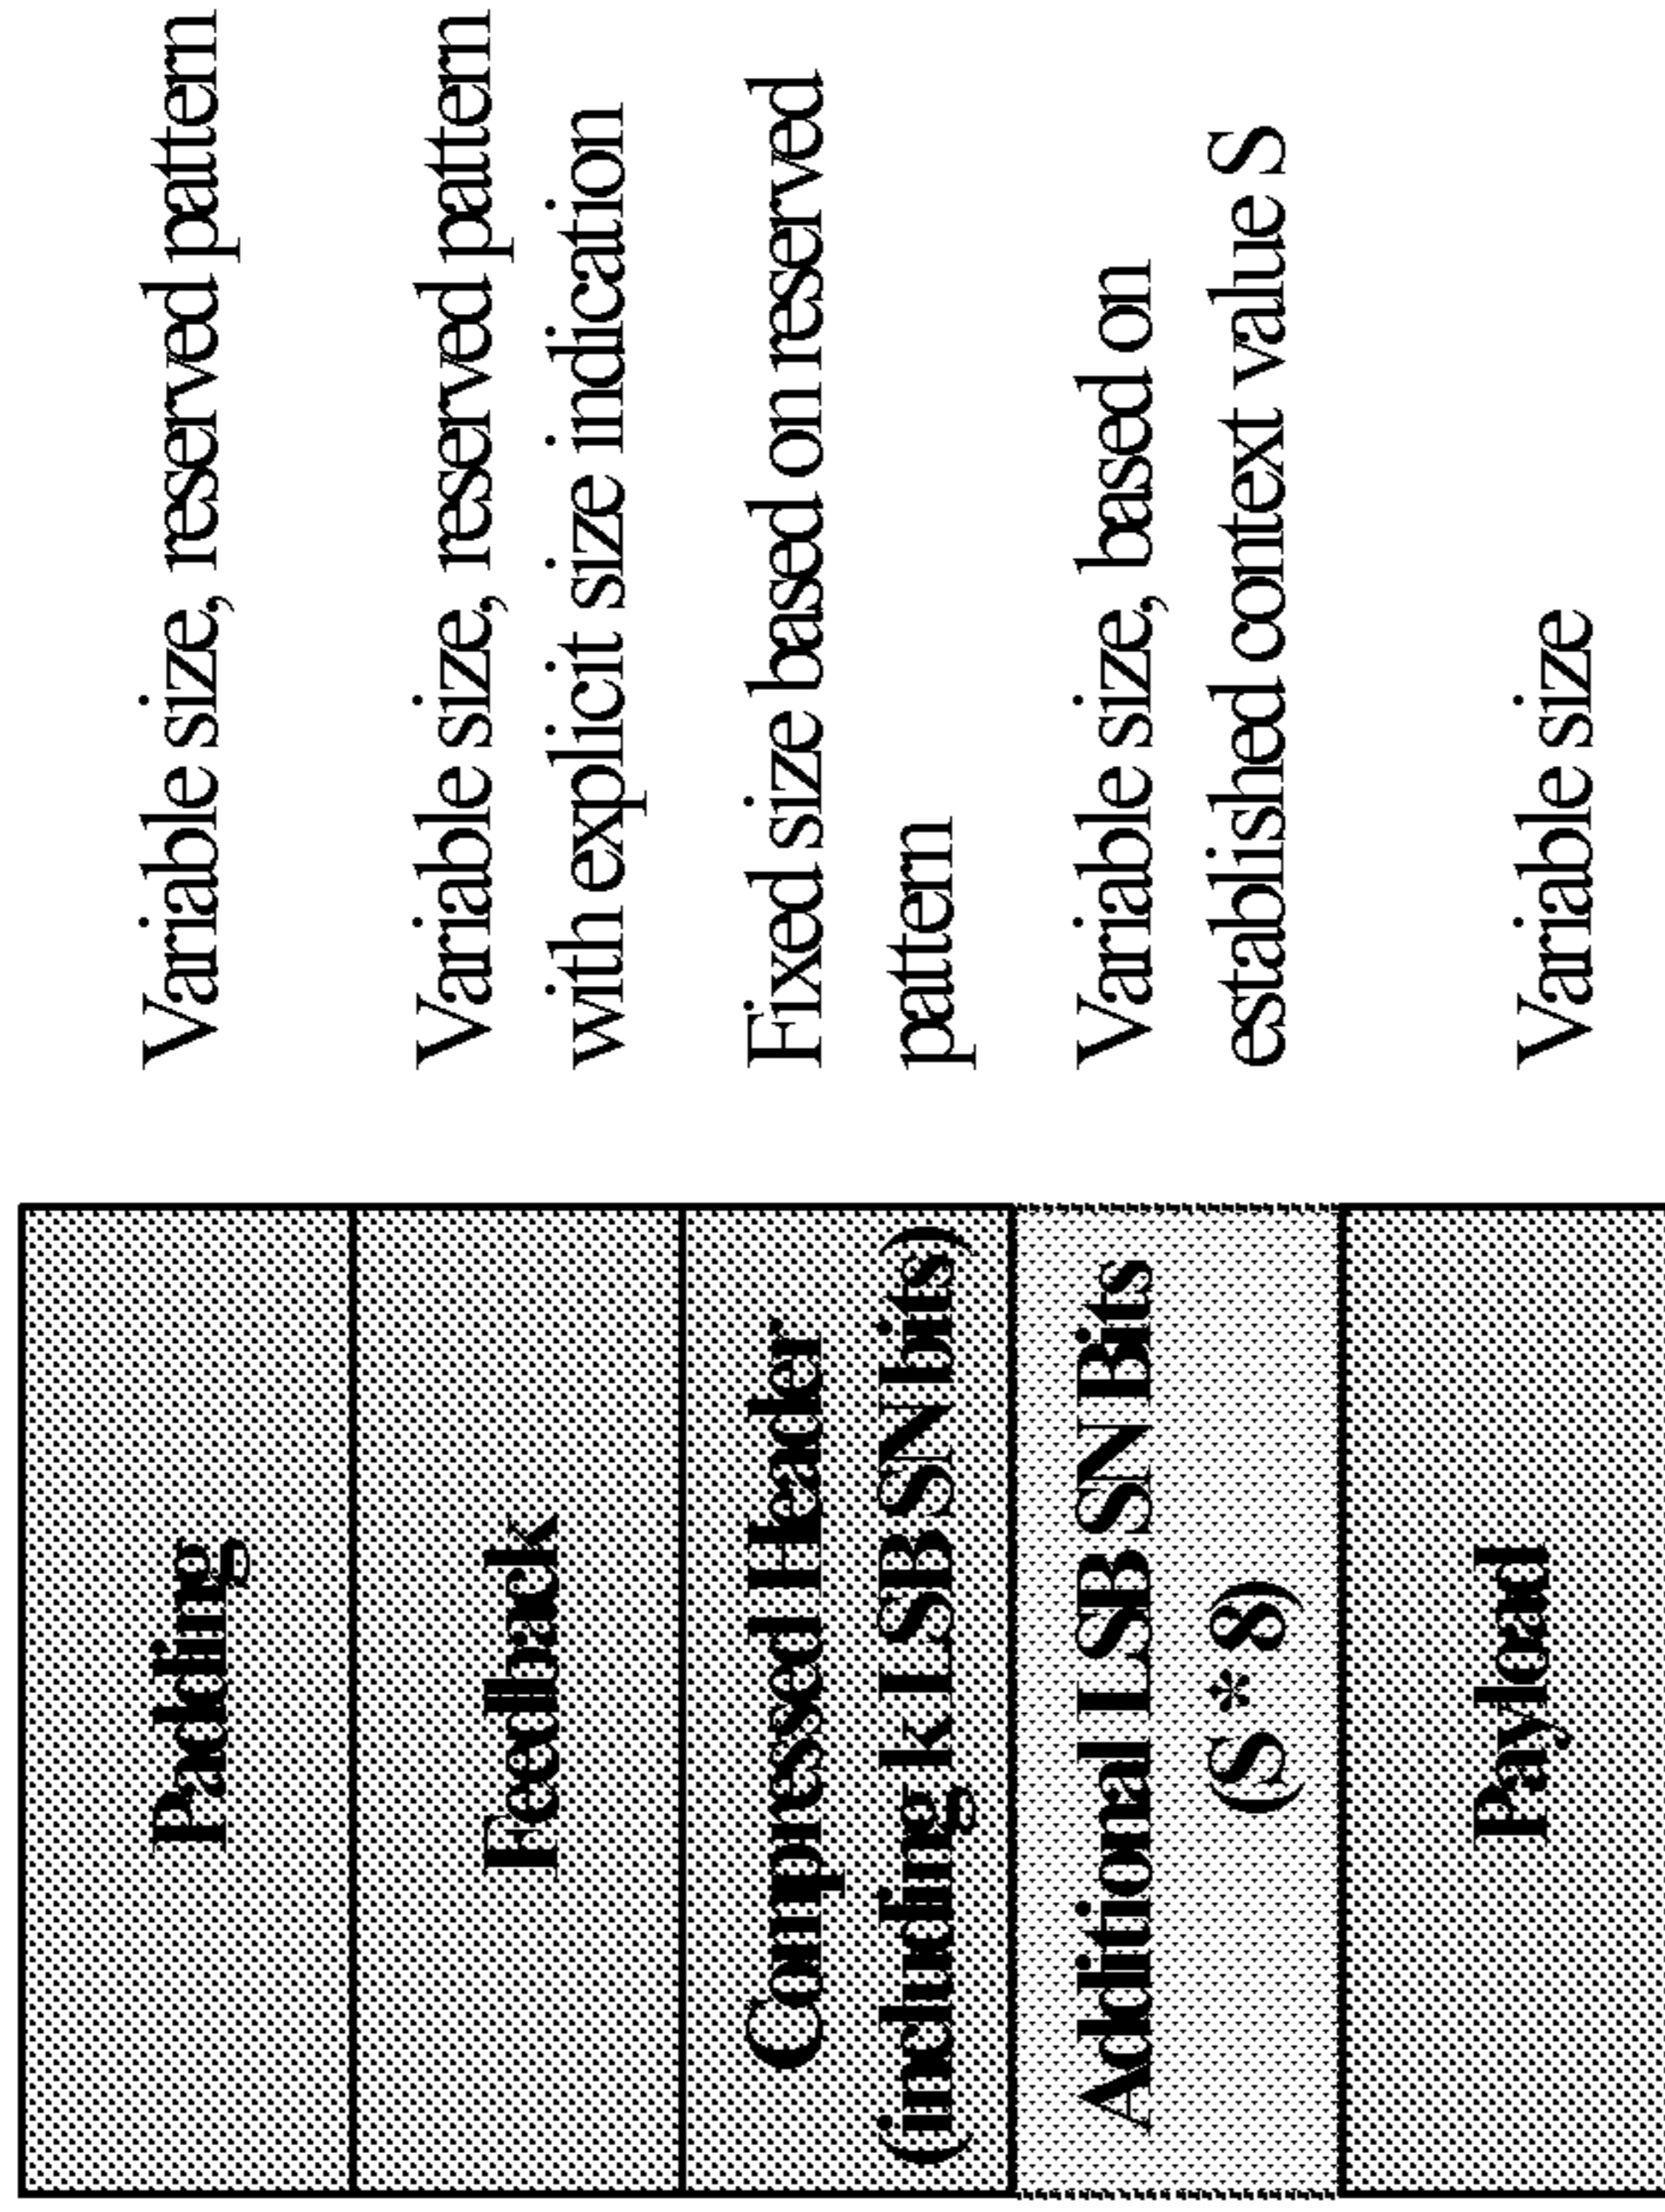 Padding
Variable size, reserved pattern
Feedback
Variable size, reserved pattern
with explicit size indication
Compressed Header
(including k LSB SN bits)
Fixed size based on reserved
pattern
Additional LSB SN Bits
(S * 8)
Variable size, based on
established context value S
Payload
Variable size